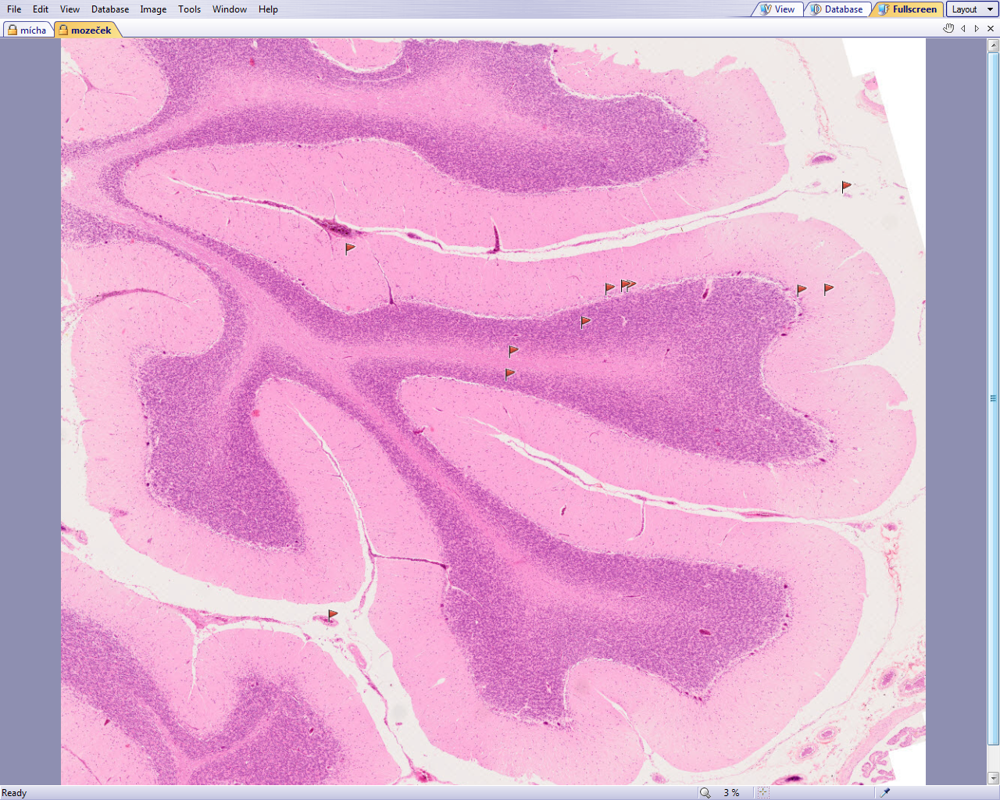 File Edit View Database Image Tools Window Help
View Database Fullscreen Layout
mícha mozeček
Ready 3 %